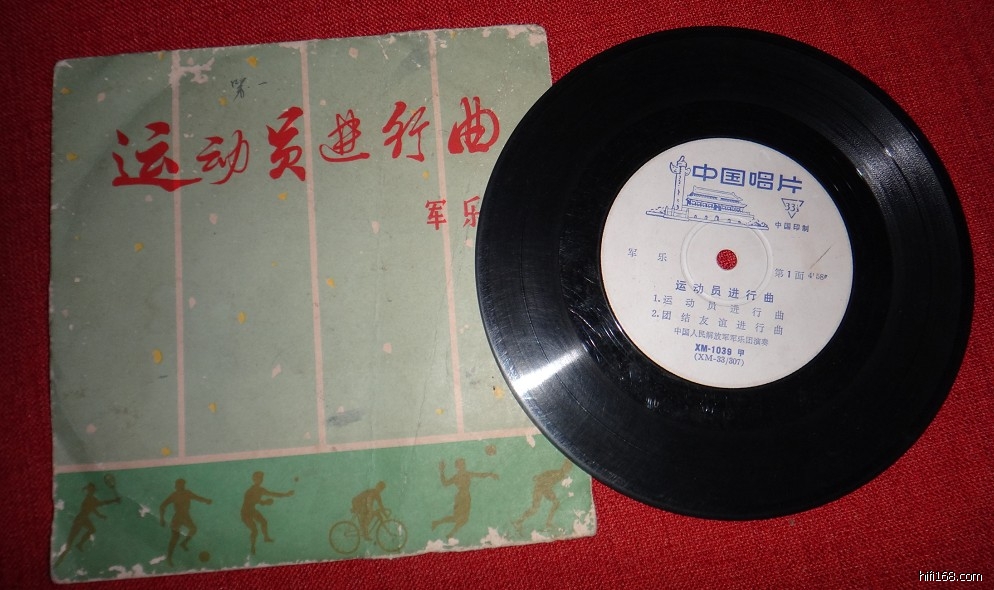 运动员进行曲
军乐
中国唱片
33
中国印制
军 乐
第1面 4′58″
运动员进行曲
1.运动员进行曲
2.团结友谊进行曲
中国人民解放军军乐团演奏
XM-1039 甲
(XM-33/307)
hifi168.com